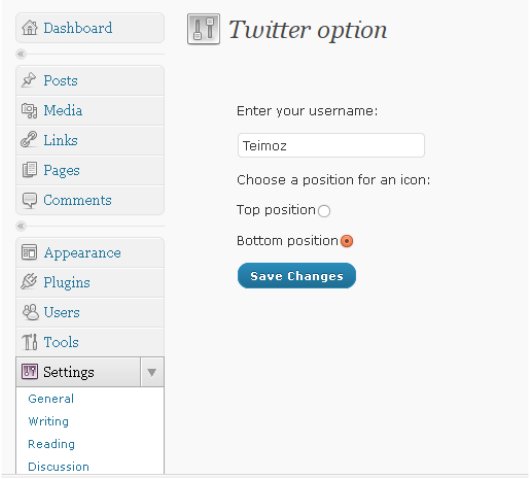 Dashboard
Posts
Media
Links
Pages
Comments
Appearance
Plugins
Users
Tools
Settings
General
Writing
Reading
Discussion
Twitter option
Enter your username:
Teimoz
Choose a position for an icon:
Top position
Bottom position
Save Changes